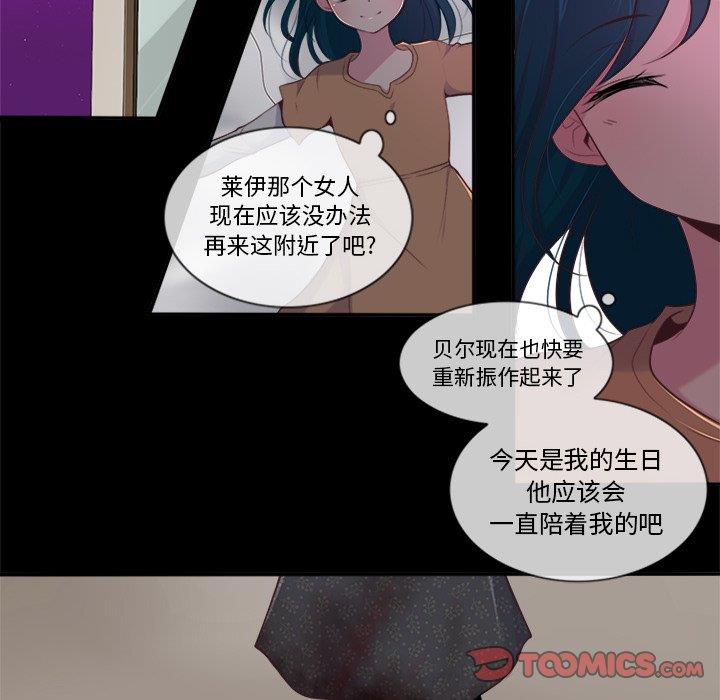 莱伊那个女人
现在应该没办法
再来这附近了吧?
贝尔现在也快要
重新振作起来了
今天是我的生日
他应该会
一直陪着我的吧
TOOMICS.COM